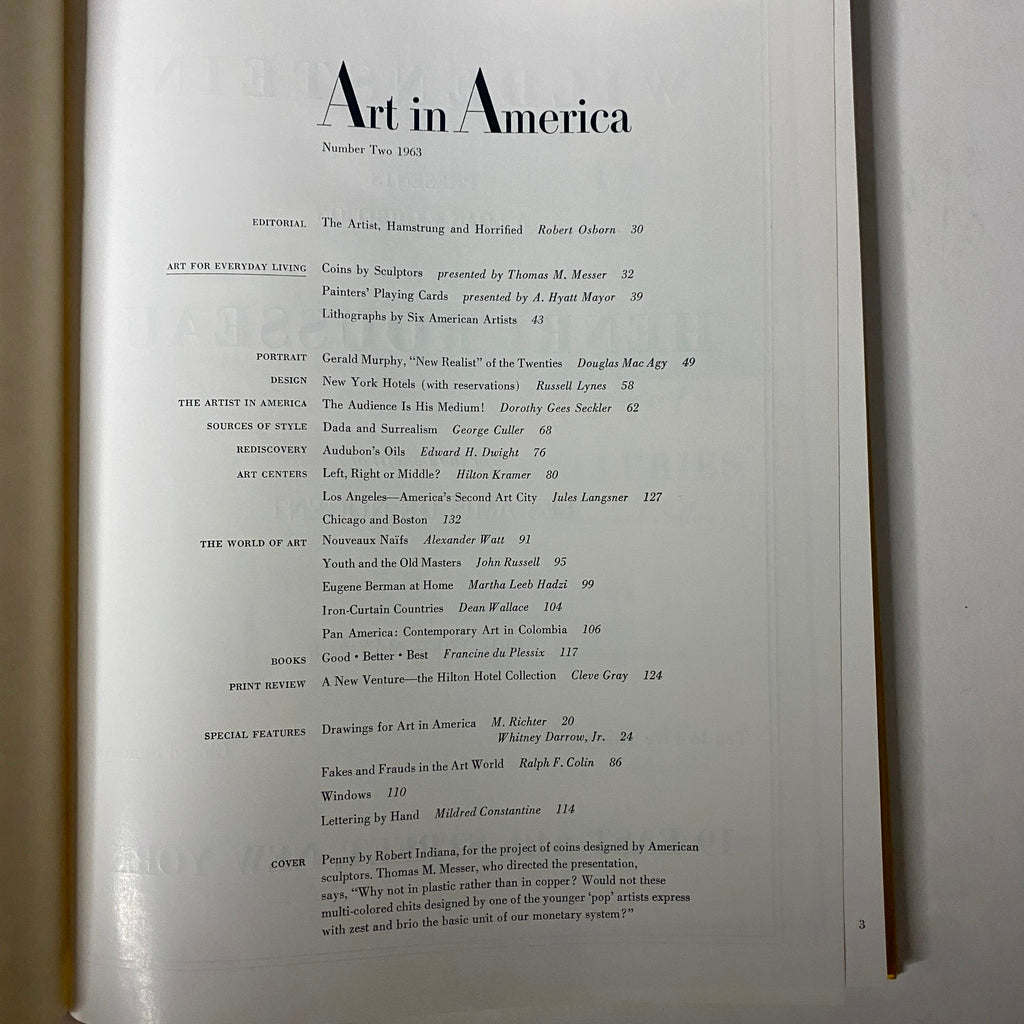 Art in America
Number Two 1963
EDITORIAL The Artist, Hamstrung and Horrified Robert Osborn 30
ART FOR EVERYDAY LIVING Coins by Sculptors presented by Thomas M. Messer 32
Painters' Playing Cards presented by A. Hyatt Mayor 39
Lithographs by Six American Artists 43
PORTRAIT Gerald Murphy, “New Realist” of the Twenties Douglas Mac Agy 49
DESIGN New York Hotels (with reservations) Russell Lynes 58
THE ARTIST IN AMERICA The Audience Is His Medium! Dorothy Gees Seckler 62
SOURCES OF STYLE Dada and Surrealism George Culler 68
REDISCOVERY Audubon's Oils Edward H. Dwight 76
ART CENTERS Left, Right or Middle? Hilton Kramer 80
Los Angeles—America's Second Art City Jules Langsner 127
Chicago and Boston 132
THE WORLD OF ART Nouveaux Naïfs Alexander Watt 91
Youth and the Old Masters John Russell 95
Eugene Berman at Home Martha Leeb Hadzi 99
Iron-Curtain Countries Dean Wallace 104
Pan America: Contemporary Art in Colombia 106
BOOKS Good • Better • Best Francine du Plessix 117
PRINT REVIEW A New Venture—the Hilton Hotel Collection Cleve Gray 124
SPECIAL FEATURES Drawings for Art in America M. Richter 20
Whitney Darrow, Jr. 24
Fakes and Frauds in the Art World Ralph F. Colin 86
Windows 110
Lettering by Hand Mildred Constantine 114
COVER Penny by Robert Indiana, for the project of coins designed by American
sculptors. Thomas M. Messer, who directed the presentation,
says, “Why not in plastic rather than in copper? Would not these
multi-colored chits designed by one of the younger ‘pop’ artists express
with zest and brio the basic unit of our monetary system?”
3